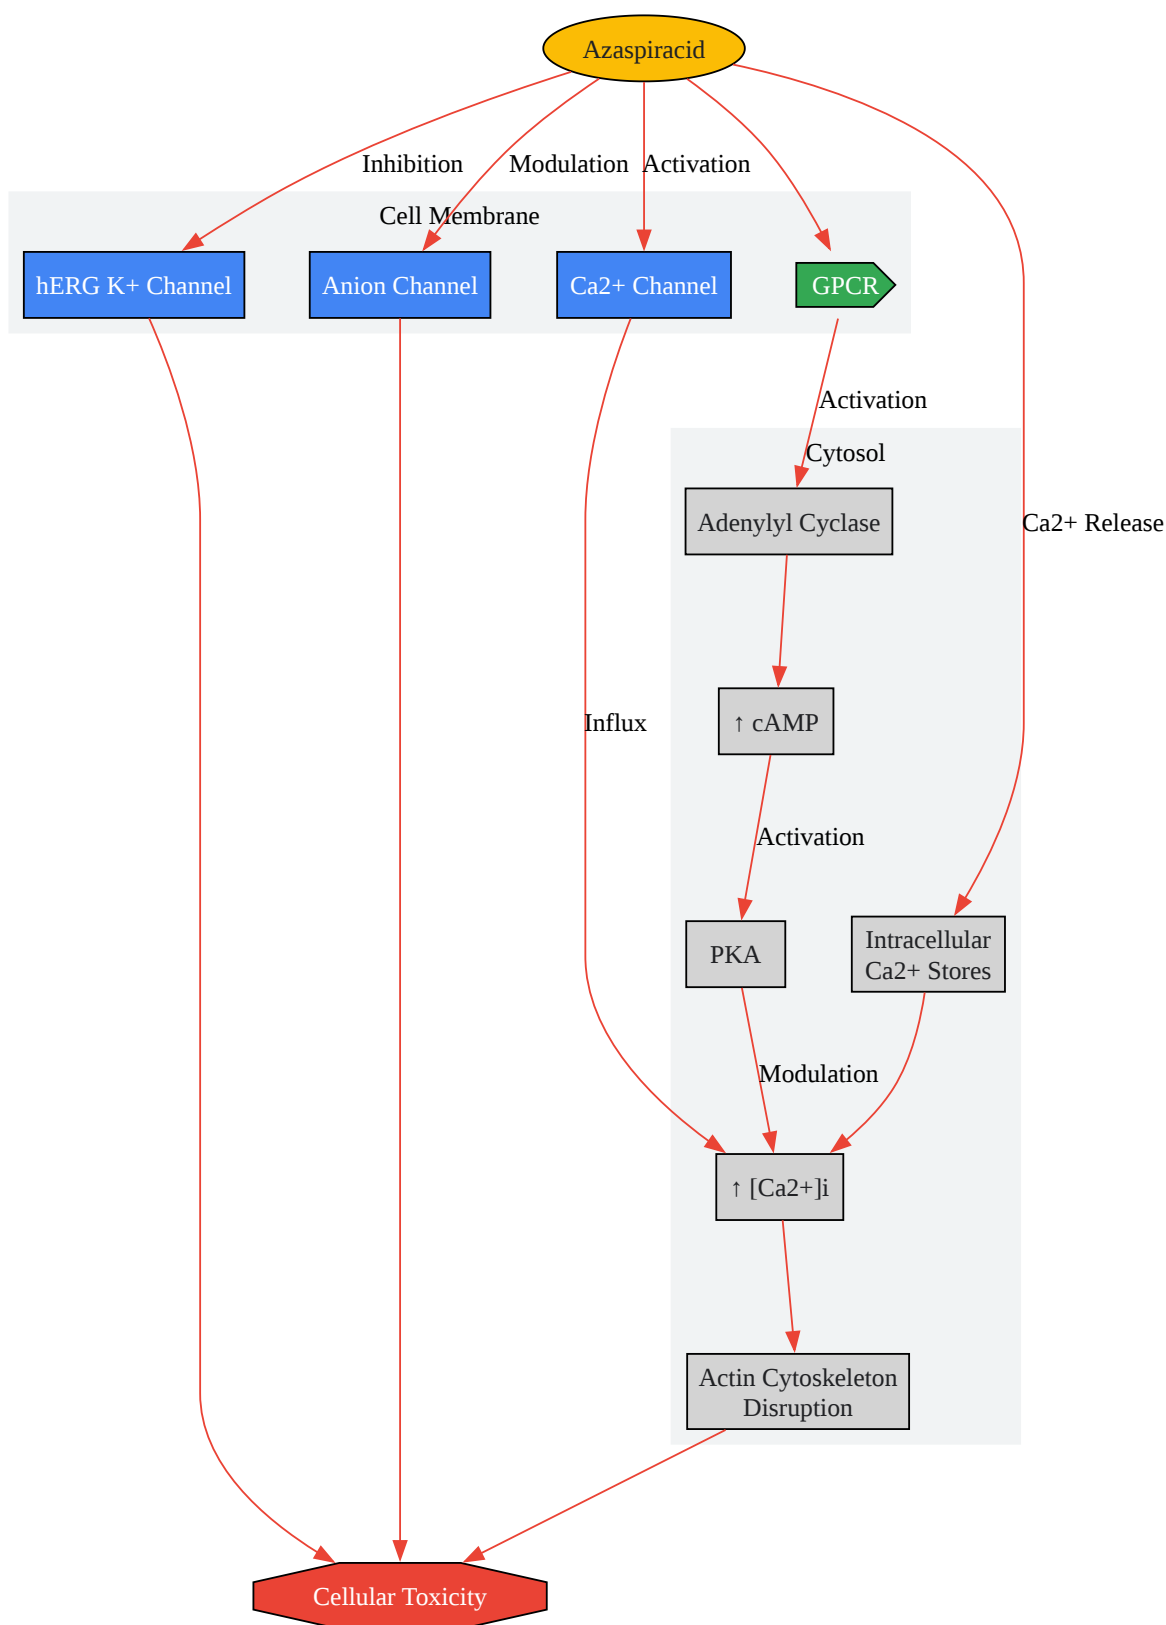 Azaspiracid
Inhibition
Modulation
Activation
Cell Membrane
hERG K+ Channel
Anion Channel
Ca2+ Channel
GPCR
Activation
Cytosol
Adenylyl Cyclase
Ca2+ Release
↑ cAMP
Influx
Activation
PKA
Intracellular
Ca2+ Stores
Modulation
↑ [Ca2+]i
Actin Cytoskeleton
Disruption
Cellular Toxicity